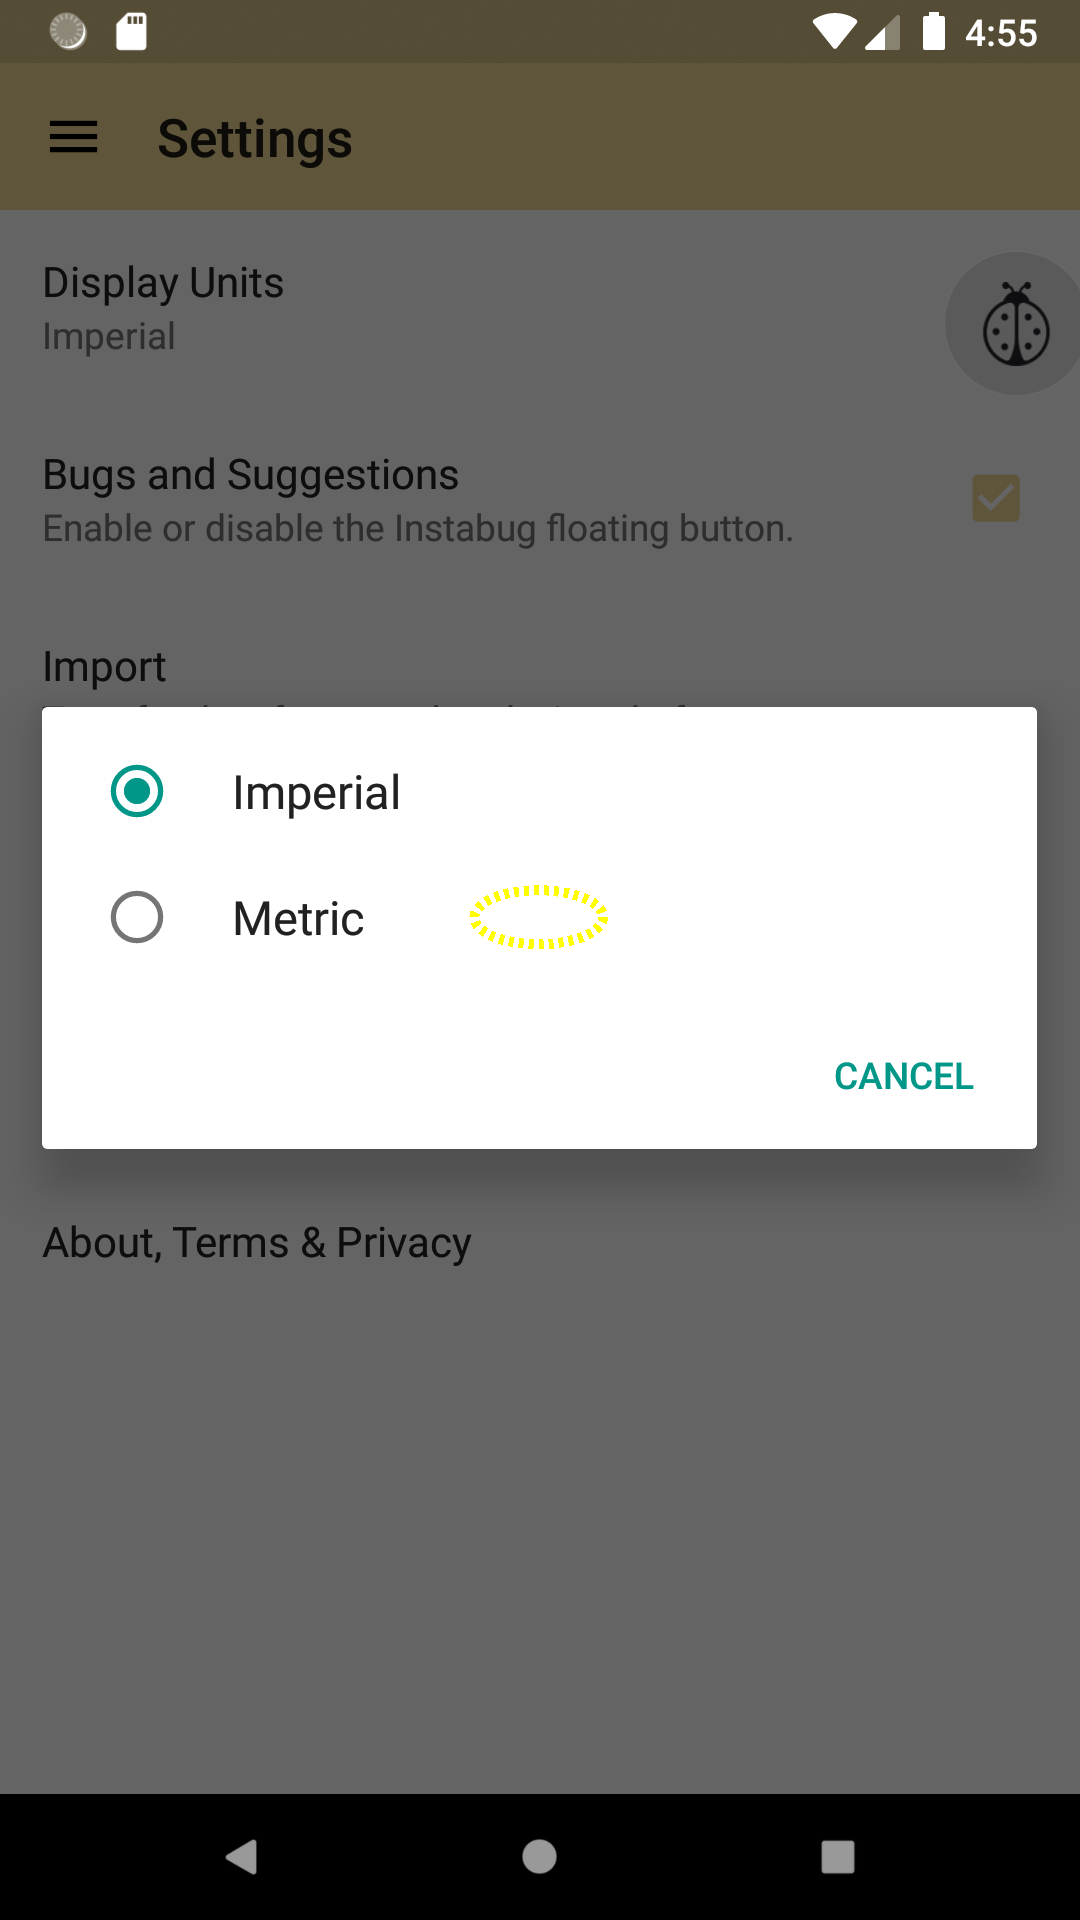 4:55
Settings
Display Units
Imperial
Bugs and Suggestions
Enable or disable the Instabug floating button.
Import
Imperial
Metric
CANCEL
About, Terms & Privacy